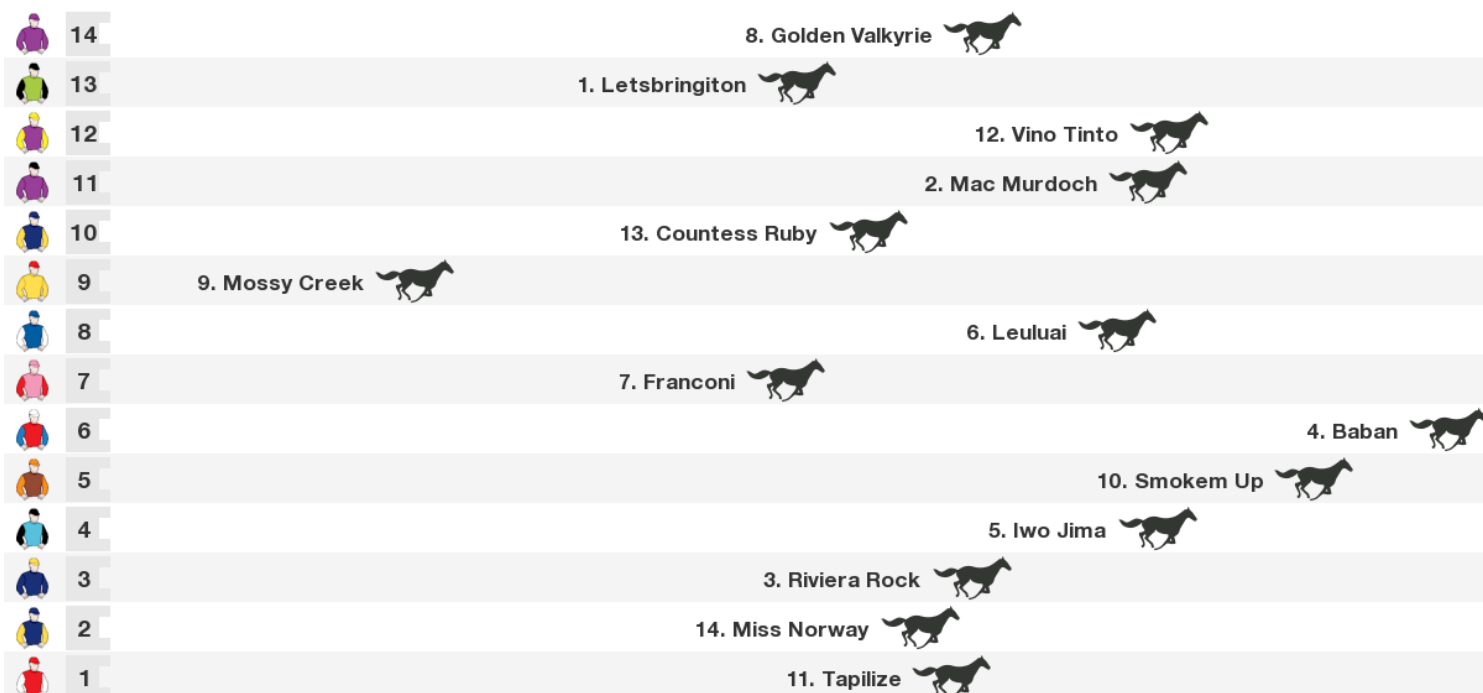 14 8. Golden Valkyrie
13 1. Letsbringiton
12 12. Vino Tinto
11 2. Mac Murdoch
10 13. Countess Ruby
9 9. Mossy Creek
8 6. Leuluai
7 7. Franconi
6 4. Baban
5 10. Smokem Up
4 5. Iwo Jima
3 3. Riviera Rock
2 14. Miss Norway
1 11. Tapilize